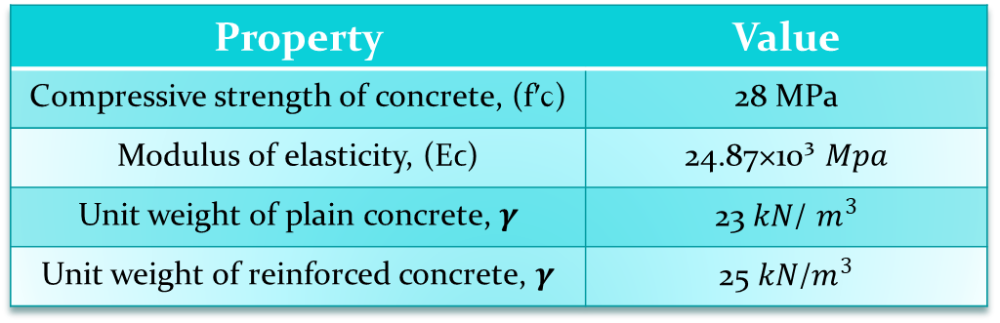 Property Value
Compressive strength of concrete, (f'c) 28 MPa
Modulus of elasticity, (Ec) 24.87×10³ Mpa
Unit weight of plain concrete, γ 23 kN/ m³
Unit weight of reinforced concrete, γ 25 kN/m³